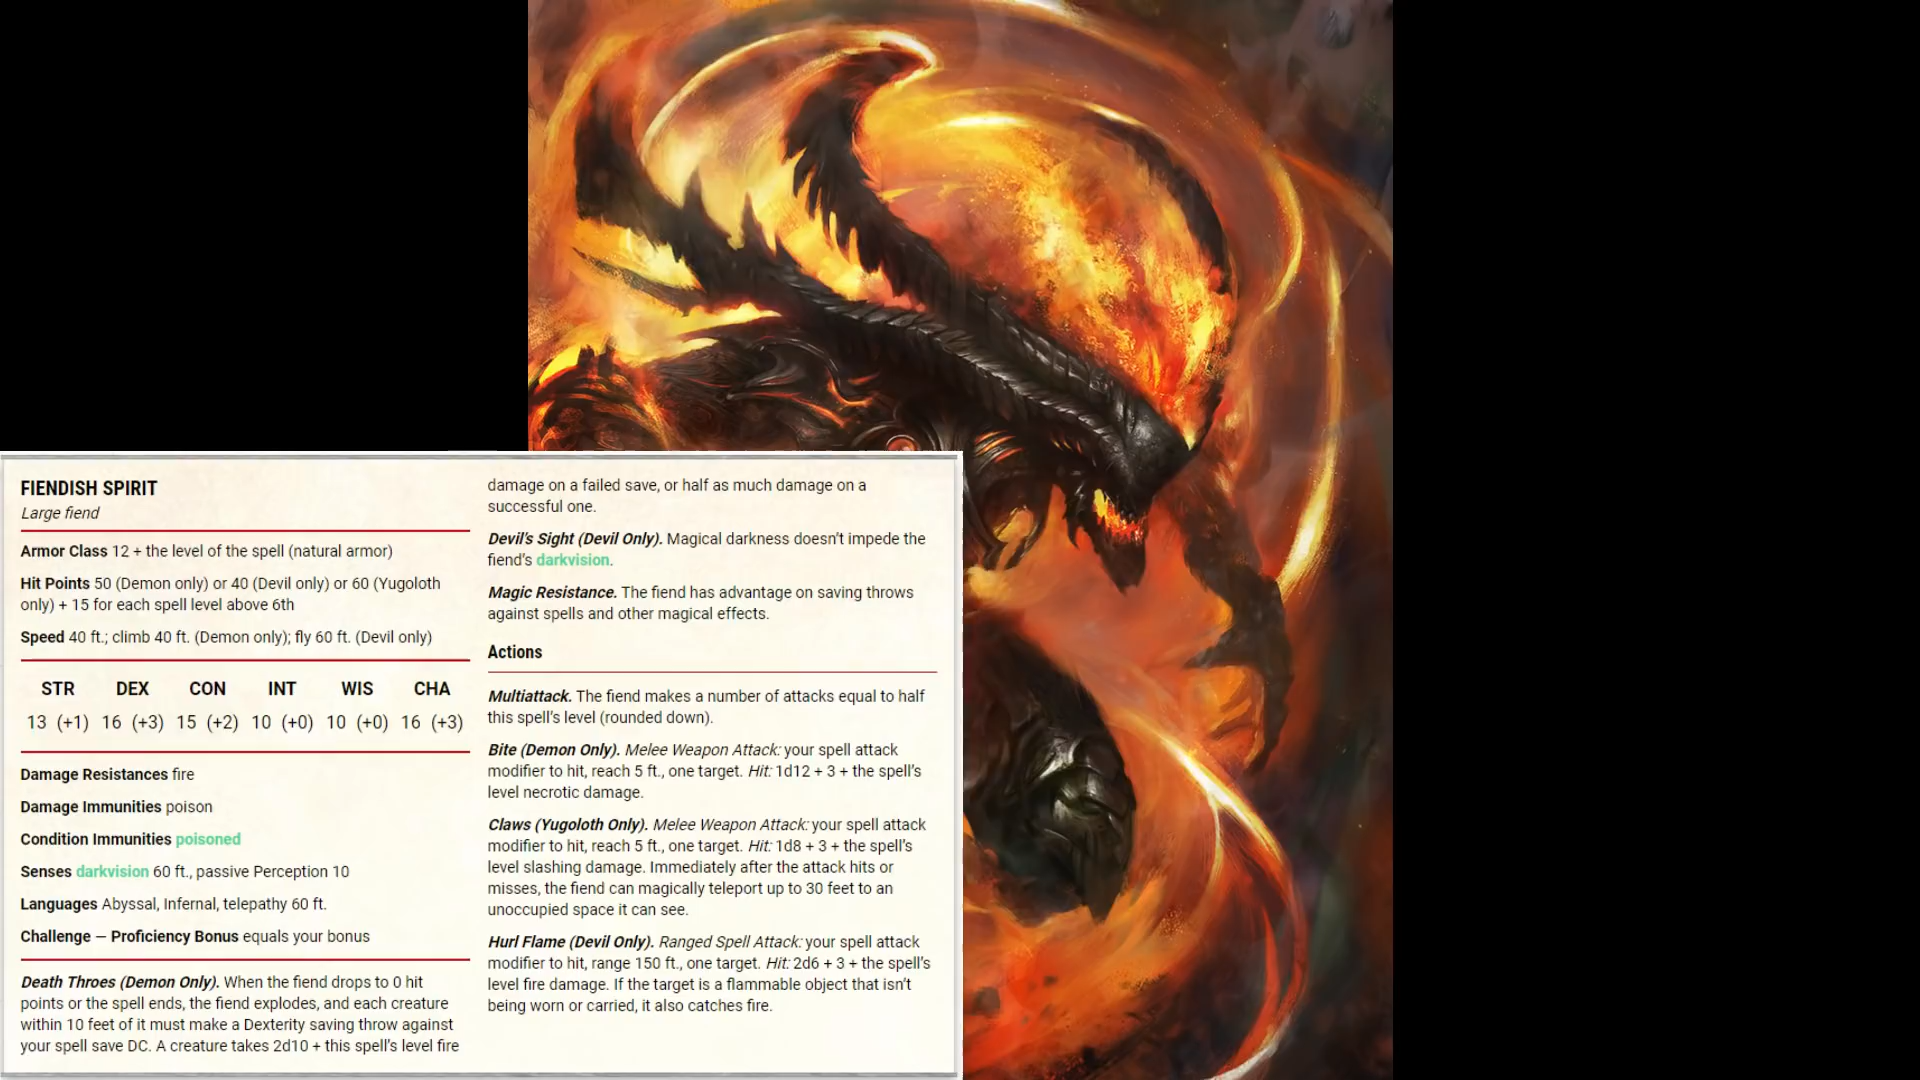 FIENDISH SPIRIT
Large fiend
Armor Class 12 + the level of the spell (natural armor)
Hit Points 50 (Demon only) or 40 (Devil only) or 60 (Yugoloth
only) + 15 for each spell level above 6th
Speed 40 ft.; climb 40 ft. (Demon only); fly 60 ft. (Devil only)
STR DEX CON INT WIS CHA
13 (+1) 16 (+3) 15 (+2) 10 (+0) 10 (+0) 16 (+3)
Damage Resistances fire
Damage Immunities poison
Condition Immunities poisoned
Senses darkvision 60 ft., passive Perception 10
Languages Abyssal, Infernal, telepathy 60 ft.
Challenge — Proficiency Bonus equals your bonus
Death Throes (Demon Only). When the fiend drops to 0 hit
points or the spell ends, the fiend explodes, and each creature
within 10 feet of it must make a Dexterity saving throw against
your spell save DC. A creature takes 2d10 + this spell’s level fire
damage on a failed save, or half as much damage on a
successful one.
Devil’s Sight (Devil Only). Magical darkness doesn’t impede the
fiend’s darkvision.
Magic Resistance. The fiend has advantage on saving throws
against spells and other magical effects.
Actions
Multiattack. The fiend makes a number of attacks equal to half
this spell’s level (rounded down).
Bite (Demon Only). Melee Weapon Attack: your spell attack
modifier to hit, reach 5 ft., one target. Hit: 1d12 + 3 + the spell’s
level necrotic damage.
Claws (Yugoloth Only). Melee Weapon Attack: your spell attack
modifier to hit, reach 5 ft., one target. Hit: 1d8 + 3 + the spell’s
level slashing damage. Immediately after the attack hits or
misses, the fiend can magically teleport up to 30 feet to an
unoccupied space it can see.
Hurl Flame (Devil Only). Ranged Spell Attack: your spell attack
modifier to hit, range 150 ft., one target. Hit: 2d6 + 3 + the spell’s
level fire damage. If the target is a flammable object that isn’t
being worn or carried, it also catches fire.